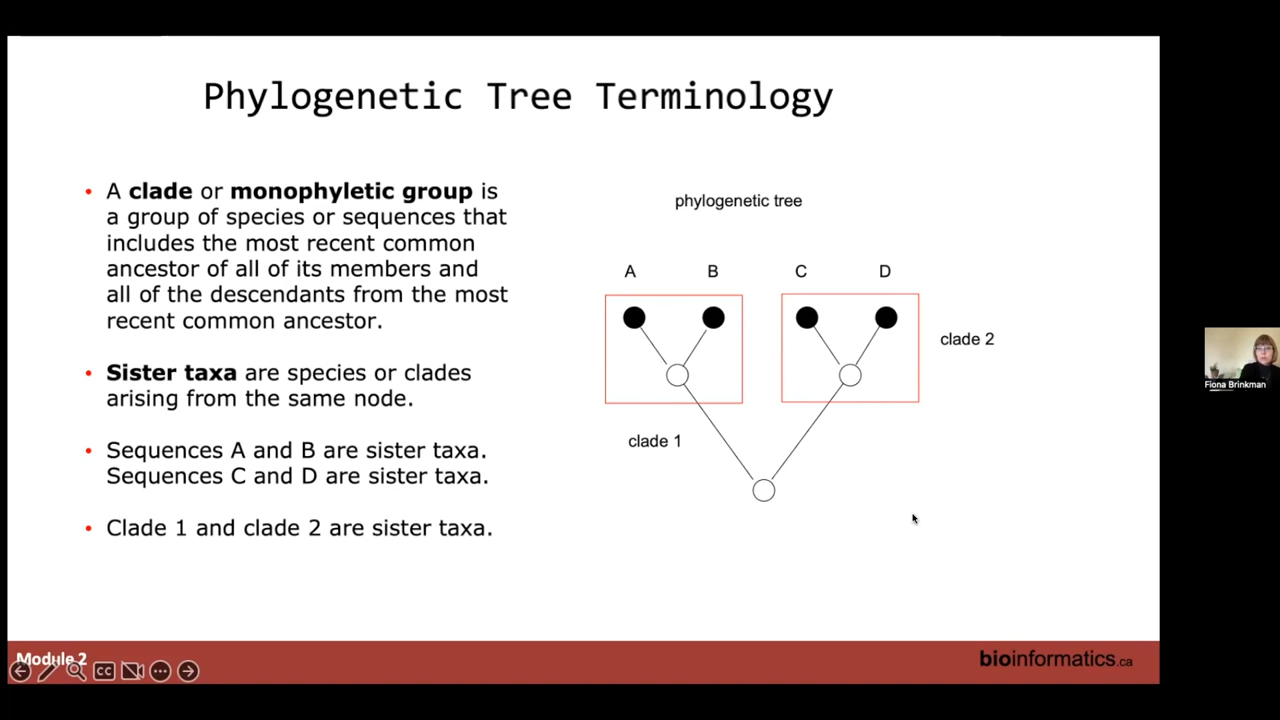 Phylogenetic Tree Terminology
• A clade or monophyletic group is
a group of species or sequences that
includes the most recent common
ancestor of all of its members and
all of the descendants from the most
recent common ancestor.
• Sister taxa are species or clades
arising from the same node.
• Sequences A and B are sister taxa.
Sequences C and D are sister taxa.
• Clade 1 and clade 2 are sister taxa.
phylogenetic tree
A B C D
clade 2
clade 1
Fiona Brinkman
Module 2
CC
bioinformatics.ca